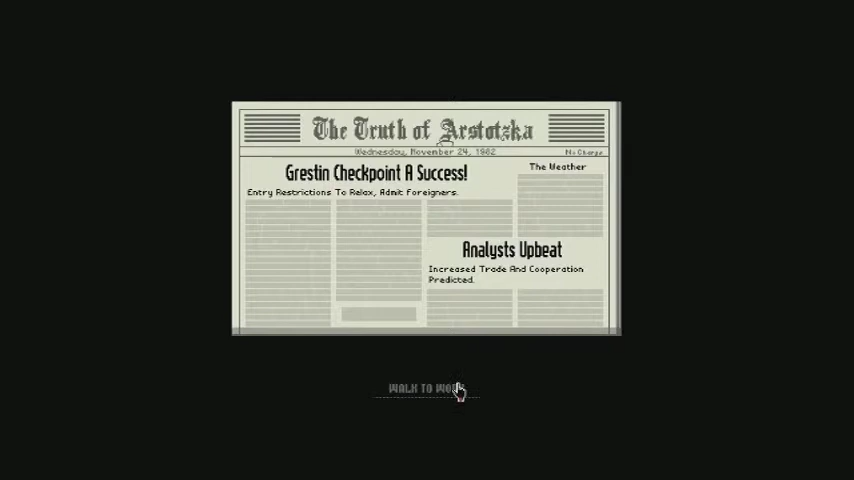 The Truth of Arstotzka
Wednesday, November 24, 1982
No Charge
Grestin Checkpoint A Success!
Entry Restrictions To Relax, Admit Foreigners.
The Weather
Analysts Upbeat
Increased Trade And Cooperation
Predicted.
WALK TO WORK